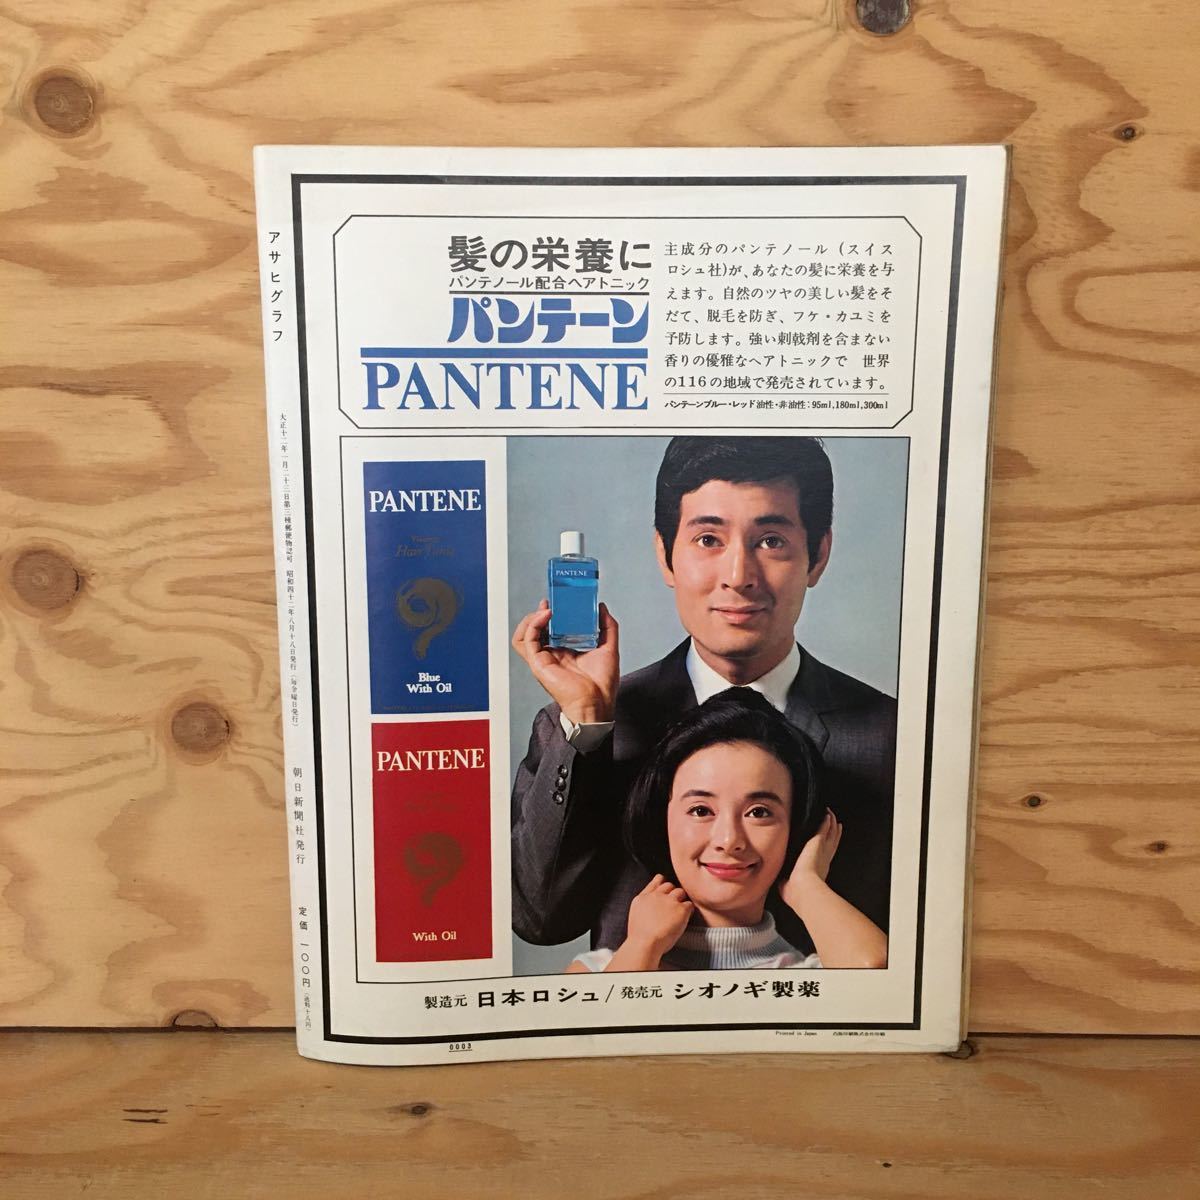 アサヒグラフ
大正十二年一月二十三日第三種郵便物認可 昭和四十二年八月十八日発行(毎金曜日発行)
朝日新聞社発行
定価 一〇〇円
髪の栄養に
パンテノール配合ヘアトニック
パンテーン
PANTENE
主成分のパンテノール(スイス
ロシュ社)が、あなたの髪に栄養を与
えます。自然のツヤの美しい髪をそ
だて、脱毛を防ぎ、フケ・カユミを
予防します。強い刺戟剤を含まない
香りの優雅なヘアトニックで 世界
の116の地域で発売されています。
パンテーンブルー・レッド油性・非油性:95ml,180ml,300ml
PANTENE
Hair Tonic
Blue
With Oil
PANTENE
With Oil
PANTENE
製造元 日本ロシュ/発売元 シオノギ製薬
0003
Printed in Japan